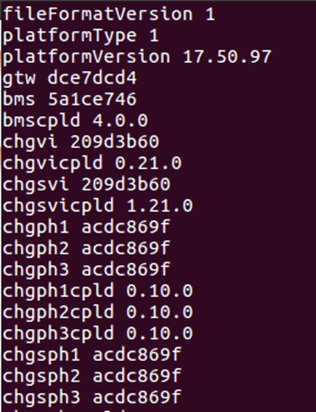 fileFormatVersion 1
platformType 1
platformVersion 17.50.97
gtw dce7dcd4
bms 5a1ce746
bmscpld 4.0.0
chgvi 209d3b60
chgvicpld 0.21.0
chgsvi 209d3b60
chgsvicpld 1.21.0
chgph1 acdc869f
chgph2 acdc869f
chgph3 acdc869f
chgph1cpld 0.10.0
chgph2cpld 0.10.0
chgph3cpld 0.10.0
chgsph1 acdc869f
chgsph2 acdc869f
chgsph3 acdc869f